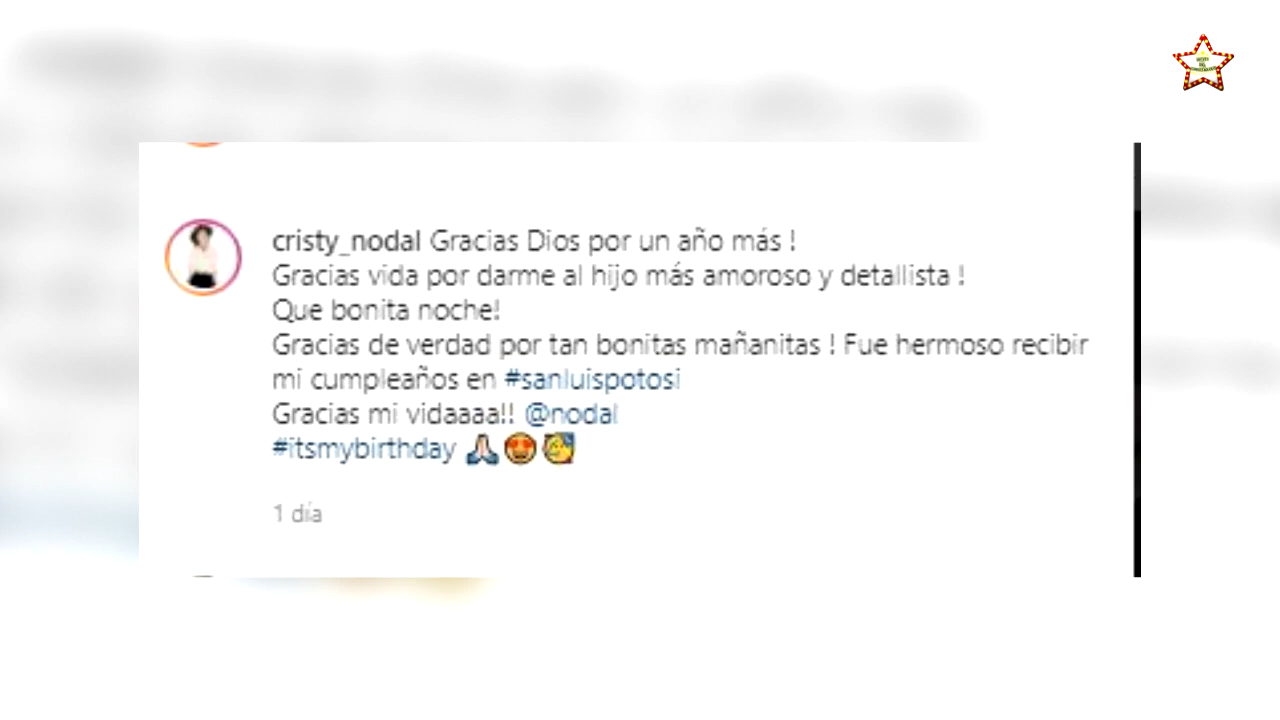 cristy_nodal Gracias Dios por un año más !
Gracias vida por darme al hijo más amoroso y detallista !
Que bonita noche!
Gracias de verdad por tan bonitas mañanitas ! Fue hermoso recibir
mi cumpleaños en #sanluispotosi
Gracias mi vidaaaa!! @nodal
#itsmybirthday 🙏🏻😍🥳
1 día